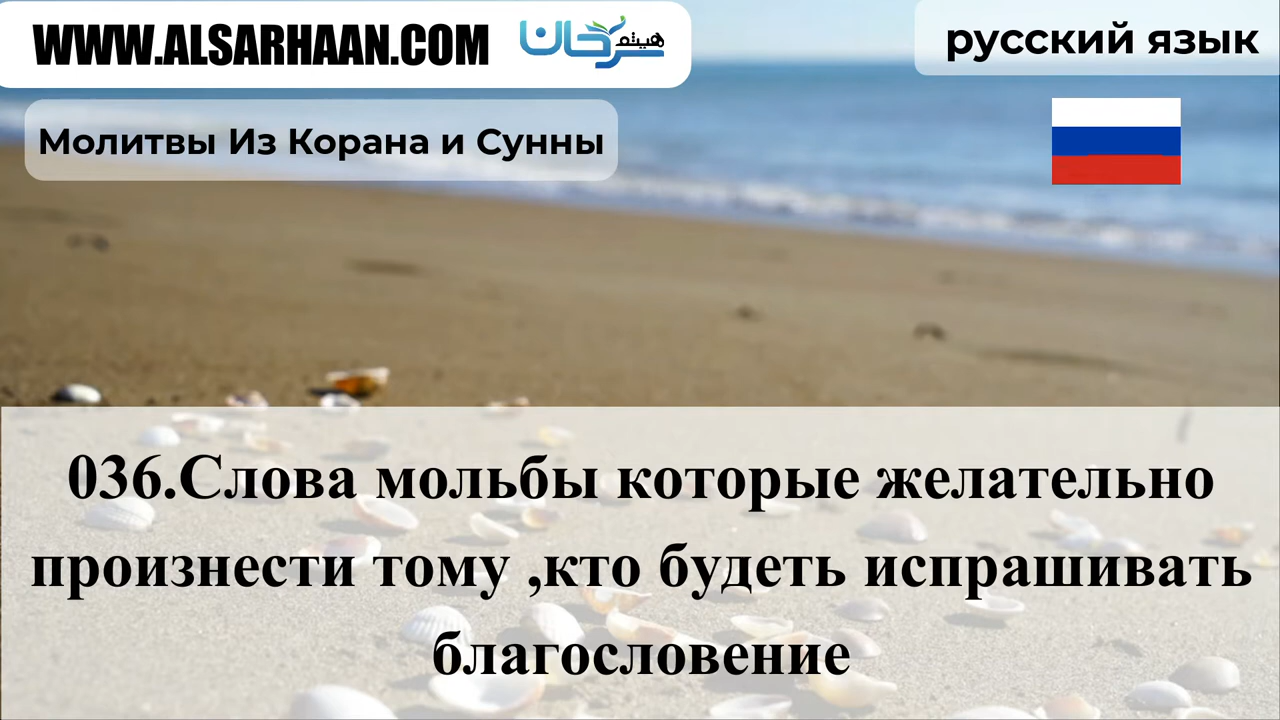 WWW.ALSARHAAN.COM
هيثم سرحان
русский язык
Молитвы Из Корана и Сунны
036.Слова мольбы которые желательно
произнести тому ,кто будеть испрашивать
благословение